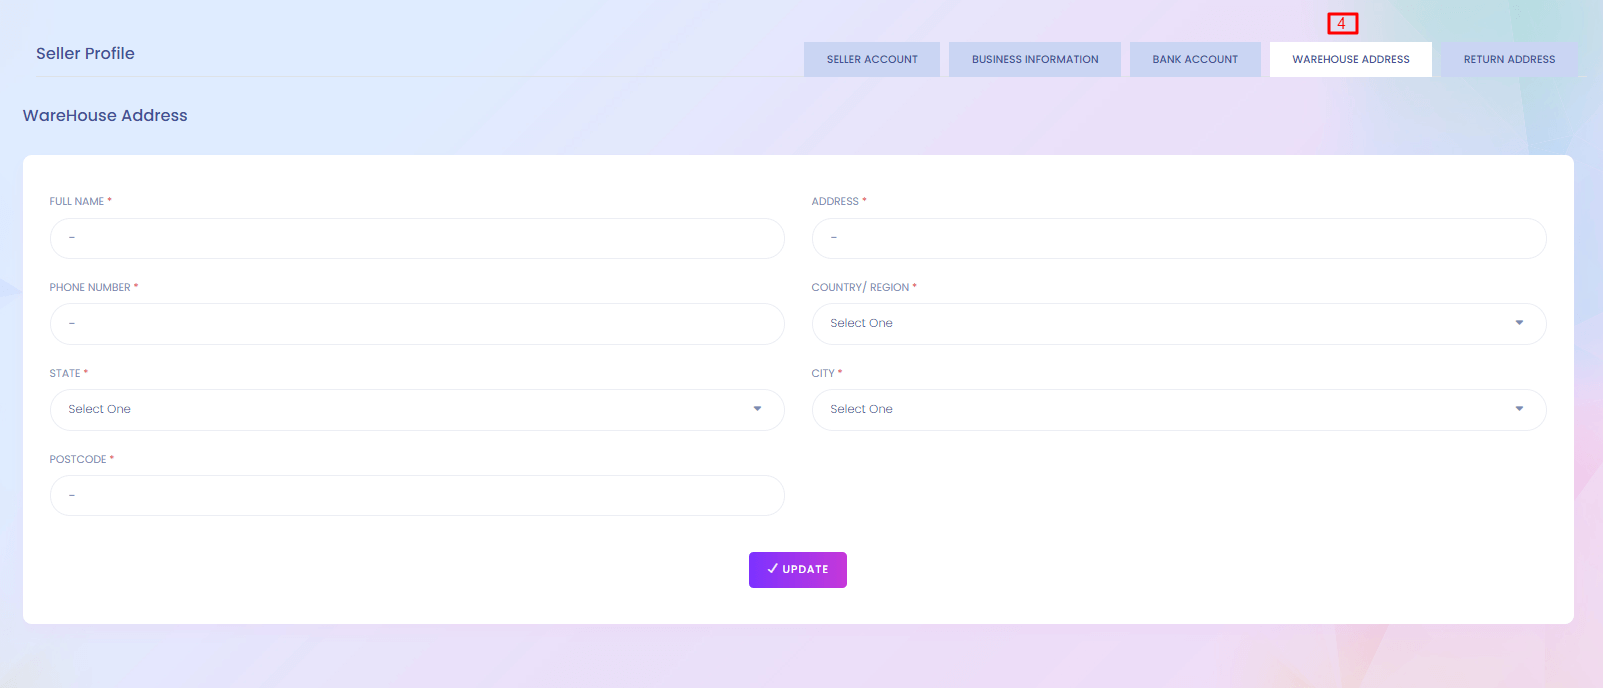 4
Seller Profile
SELLER ACCOUNT
BUSINESS INFORMATION
BANK ACCOUNT
WAREHOUSE ADDRESS
RETURN ADDRESS
WareHouse Address
FULL NAME *
ADDRESS *
-
-
PHONE NUMBER *
COUNTRY/ REGION *
-
Select One
STATE *
CITY *
Select One
Select One
POSTCODE *
-
✓ UPDATE